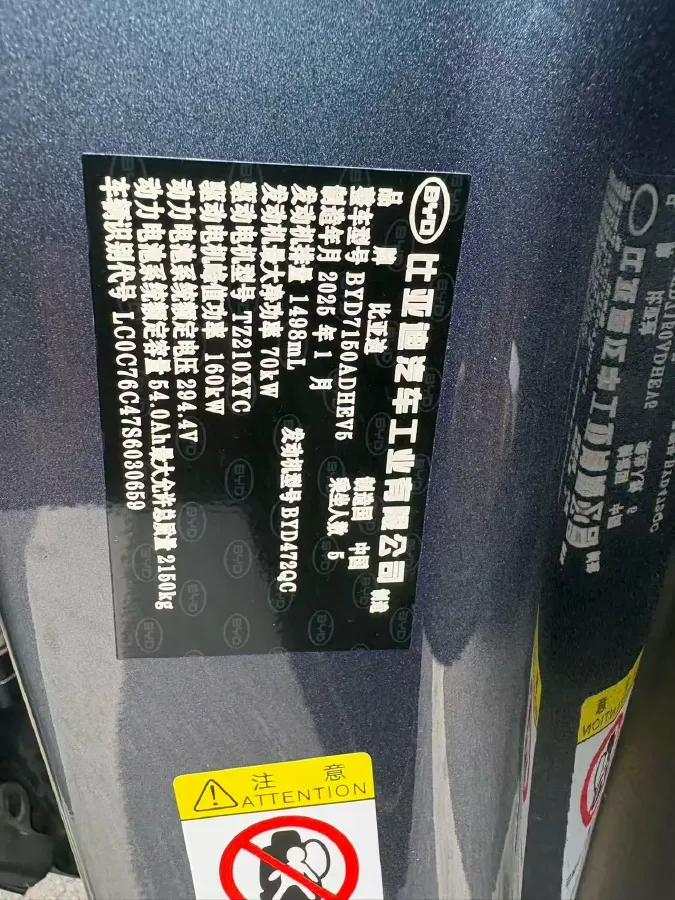 BYD 比亚迪汽车工业有限公司 制造
品牌 比亚迪 制造国 中国
整车型号 BYD7150ADHEV5 乘坐人数 5
制造年月 2025年1月
发动机排量 1498mL 发动机型号 BYD472QC
发动机最大净功率 70kW
驱动电机型号 TZ210XYC
驱动电机峰值功率 160kW
动力电池系统额定电压 294.4V
动力电池系统额定容量 54.0Ah 最大允许总质量 2150kg
车辆识别代号 LC0C76C47S6030659
注意
ATTENTION